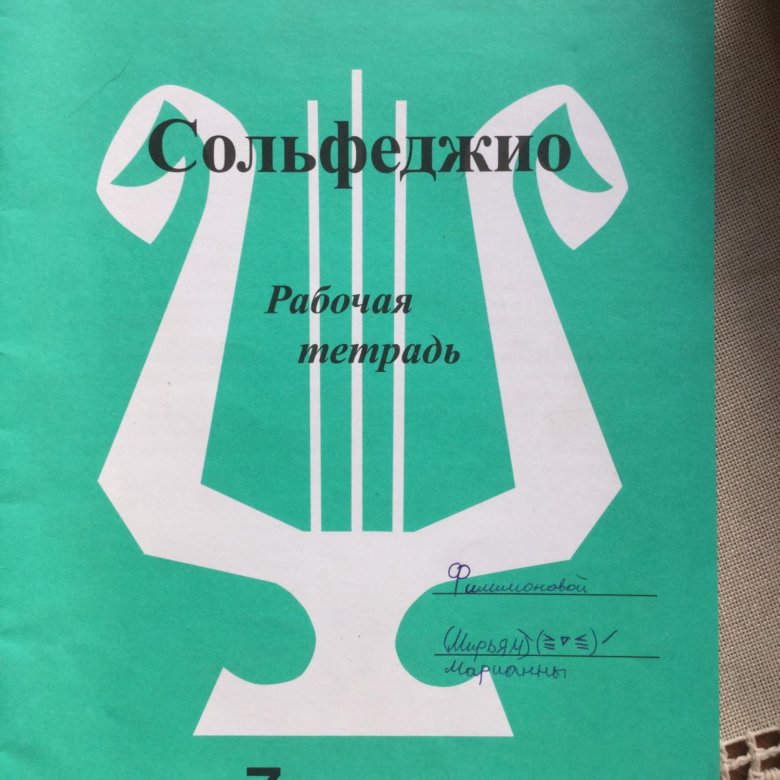 Сольфеджио
Рабочая
тетрадь
Филимоновой
(Мирьям) (≧▽≦)
Марианны
7